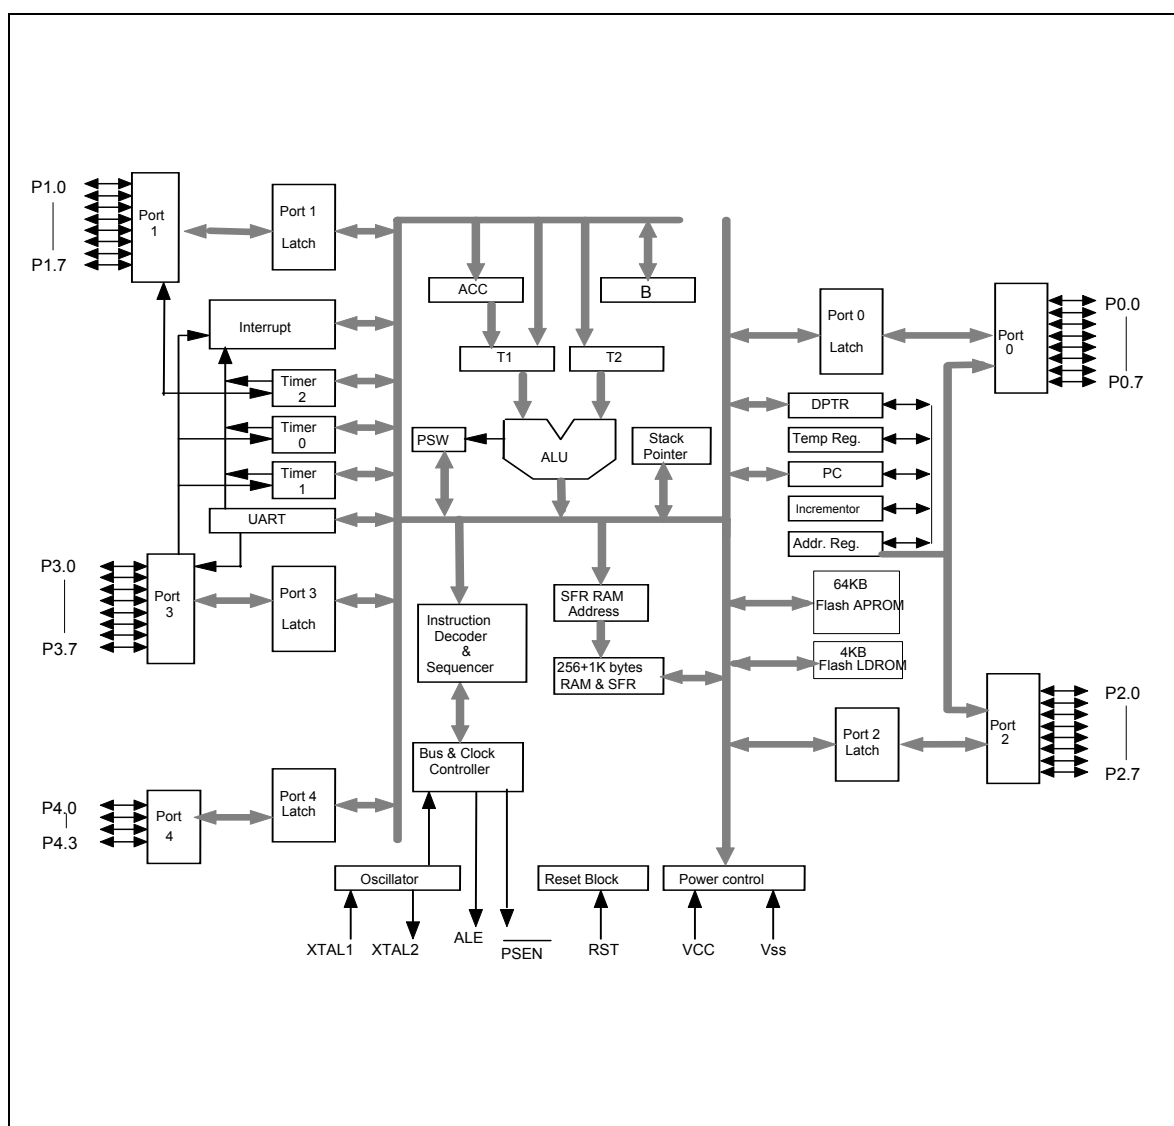 P1.0
P1.7
Port
1
Port 1
Latch
Interrupt
Timer
2
Timer
0
Timer
1
UART
P3.0
P3.7
Port
3
Port 3
Latch
P4.0
P4.3
Port
4
Port 4
Latch
ACC
B
T1
T2
PSW
ALU
Stack
Pointer
Instruction
Decoder
&
Sequencer
SFR RAM
Address
256+1K bytes
RAM & SFR
Bus & Clock
Controller
Oscillator
Reset Block
Power control
XTAL1
XTAL2
ALE
PSEN
RST
VCC
Vss
Port 0
Latch
Port
0
P0.0
P0.7
DPTR
Temp Reg.
PC
Incrementor
Addr. Reg.
64KB
Flash APROM
4KB
Flash LDROM
Port 2
Latch
Port
2
P2.0
P2.7